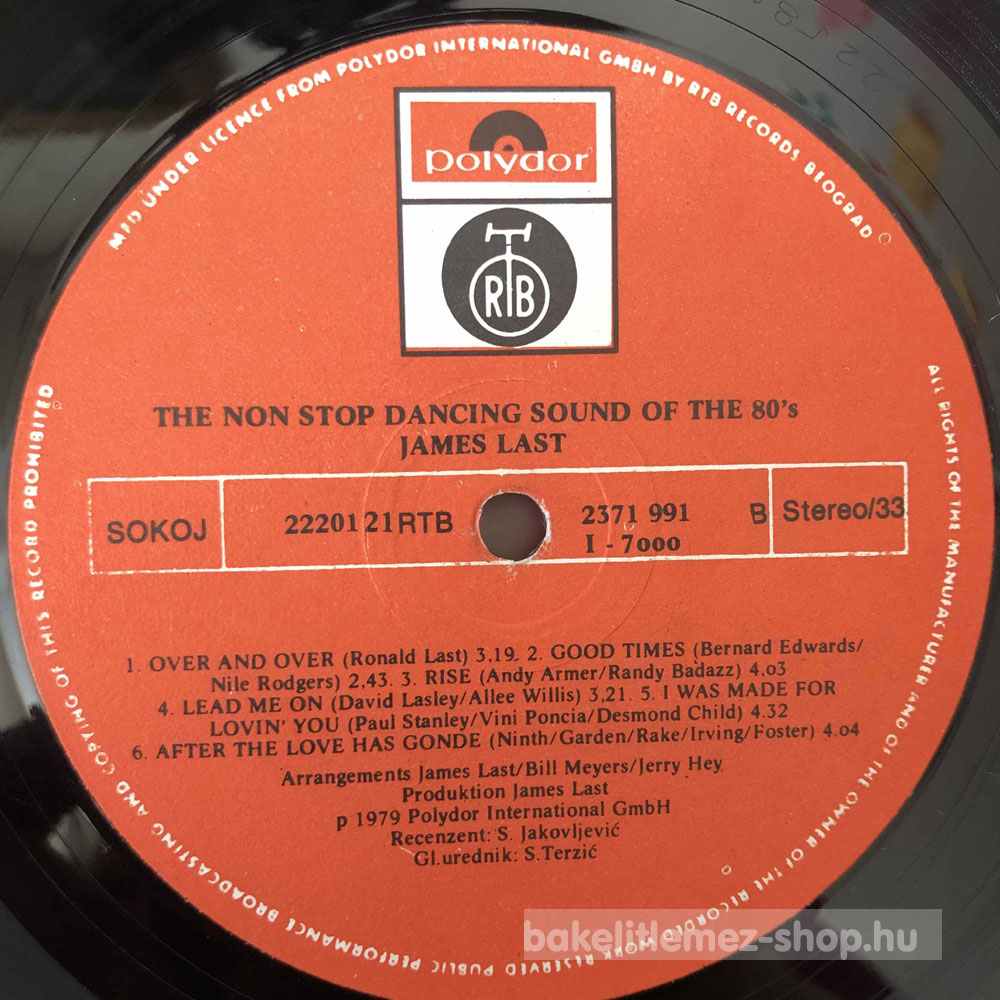 MFD UNDER LICENCE FROM POLYDOR INTERNATIONAL GMBH BY RTB RECORDS BEOGRAD
polydor
RTB
THE NON STOP DANCING SOUND OF THE 80's
JAMES LAST
SOKOJ
2220121RTB
2371 991
I - 7ooo
B
Stereo/33
1. OVER AND OVER (Ronald Last) 3.19. 2. GOOD TIMES (Bernard Edwards/
Nile Rodgers) 2.43. 3. RISE (Andy Armer/Randy Badazz) 4.o3
4. LEAD ME ON (David Lasley/Allee Willis) 3,21. 5. I WAS MADE FOR
LOVIN' YOU (Paul Stanley/Vini Poncia/Desmond Child) 4.32
6. AFTER THE LOVE HAS GONDE (Ninth/Garden/Rake/Irving/Foster) 4.o4
Arrangements James Last/Bill Meyers/Jerry Hey
Produktion James Last
p 1979 Polydor International GmbH
Recenzent: S. Jakovljević
Gl.urednik: S.Terzić
ALL RIGHTS OF THE MANUFACTURER AND OF THE OWNER OF THE RECORDED WORK RESERVED PUBLIC PERFORMANCE BROADCASTING AND COPYING OF THIS RECORD PROHIBITED
bakelitlemez-shop.hu